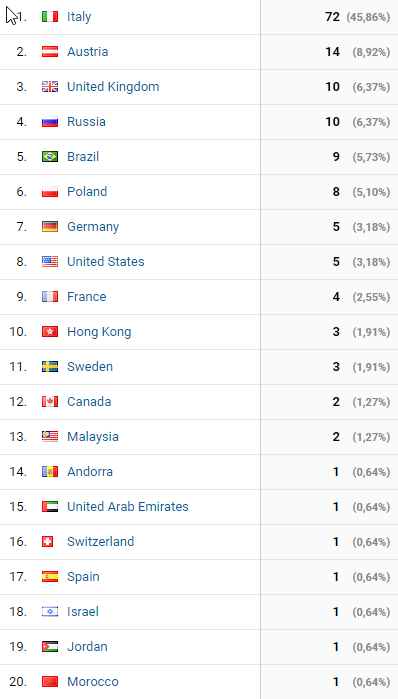 1. Italy 72 (45,86%)
2. Austria 14 (8,92%)
3. United Kingdom 10 (6,37%)
4. Russia 10 (6,37%)
5. Brazil 9 (5,73%)
6. Poland 8 (5,10%)
7. Germany 5 (3,18%)
8. United States 5 (3,18%)
9. France 4 (2,55%)
10. Hong Kong 3 (1,91%)
11. Sweden 3 (1,91%)
12. Canada 2 (1,27%)
13. Malaysia 2 (1,27%)
14. Andorra 1 (0,64%)
15. United Arab Emirates 1 (0,64%)
16. Switzerland 1 (0,64%)
17. Spain 1 (0,64%)
18. Israel 1 (0,64%)
19. Jordan 1 (0,64%)
20. Morocco 1 (0,64%)